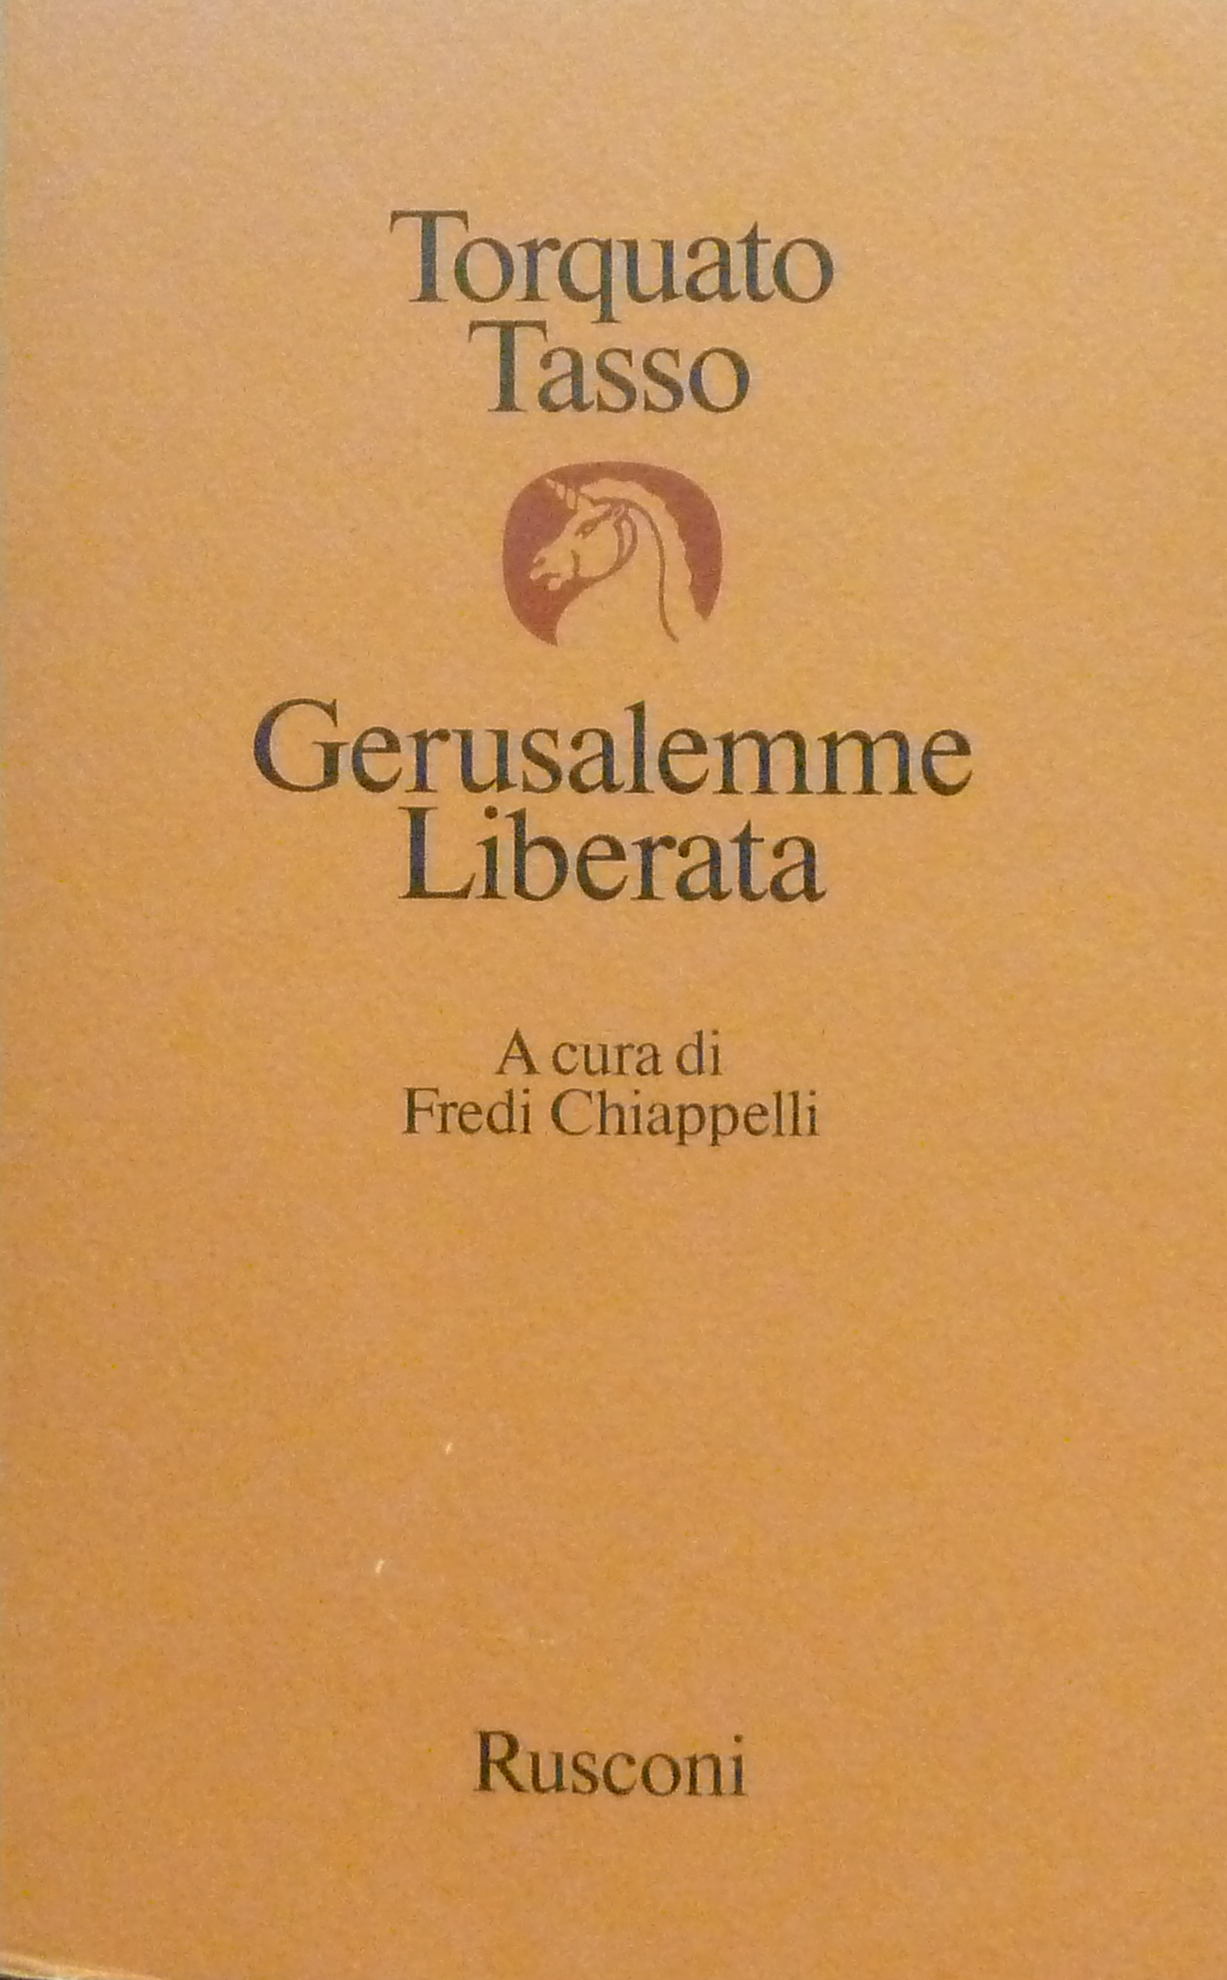 Torquato
Tasso
Gerusalemme
Liberata
A cura di
Fredi Chiappelli
Rusconi